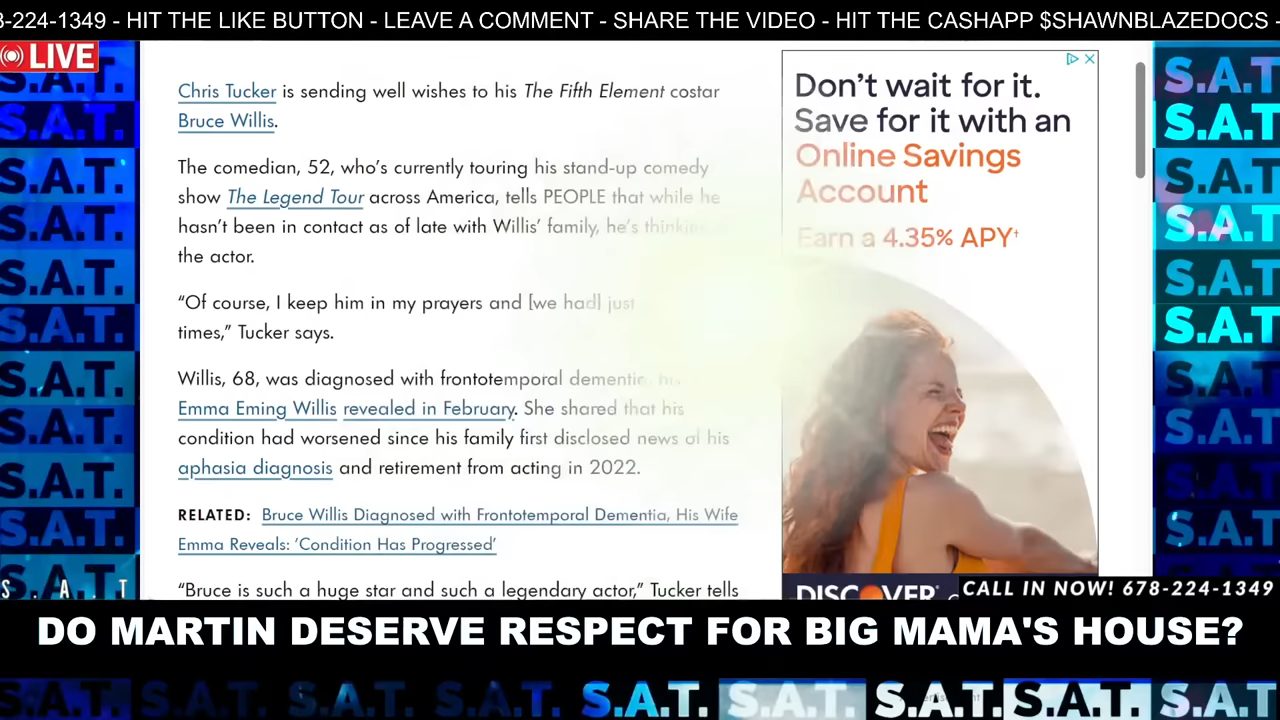 3-224-1349 - HIT THE LIKE BUTTON - LEAVE A COMMENT - SHARE THE VIDEO - HIT THE CASHAPP $SHAWNBLAZEDOCS -
LIVE
Chris Tucker is sending well wishes to his The Fifth Element costar
Bruce Willis.
The comedian, 52, who's currently touring his stand-up comedy
show The Legend Tour across America, tells PEOPLE that while he
hasn't been in contact as of late with Willis' family, he's thinkin
the actor.
"Of course, I keep him in my prayers and [we had] just
times," Tucker says.
Willis, 68, was diagnosed with frontotemporal dementia, his
Emma Eming Willis revealed in February. She shared that his
condition had worsened since his family first disclosed news of his
aphasia diagnosis and retirement from acting in 2022.
RELATED: Bruce Willis Diagnosed with Frontotemporal Dementia, His Wife
Emma Reveals: 'Condition Has Progressed'
"Bruce is such a huge star and such a legendary actor," Tucker tells
Don't wait for it.
Save for it with an
Online Savings
Account
Earn a 4.35% APY†
DISCOVER
S.A.T.
S.A.T.
S.A.T.
S.A.T.
S.A.T.
S.A.T.
S.A.T.
S.A.T.
S.A.T.
S.A.T.
S.A.T.
S.A.T
S.A.T
S.A.T
S.A.T
S.A.T
S.A.T
S.A.T
S.A.T
S.A.T
S.A.T
S. A. T
CALL IN NOW! 678-224-1349
DO MARTIN DESERVE RESPECT FOR BIG MAMA'S HOUSE?
S.A.T. S.A.T. S.A.T. S.A.T. S.A.T. S.A.T. S.A.T. S.A.T. S.A.T